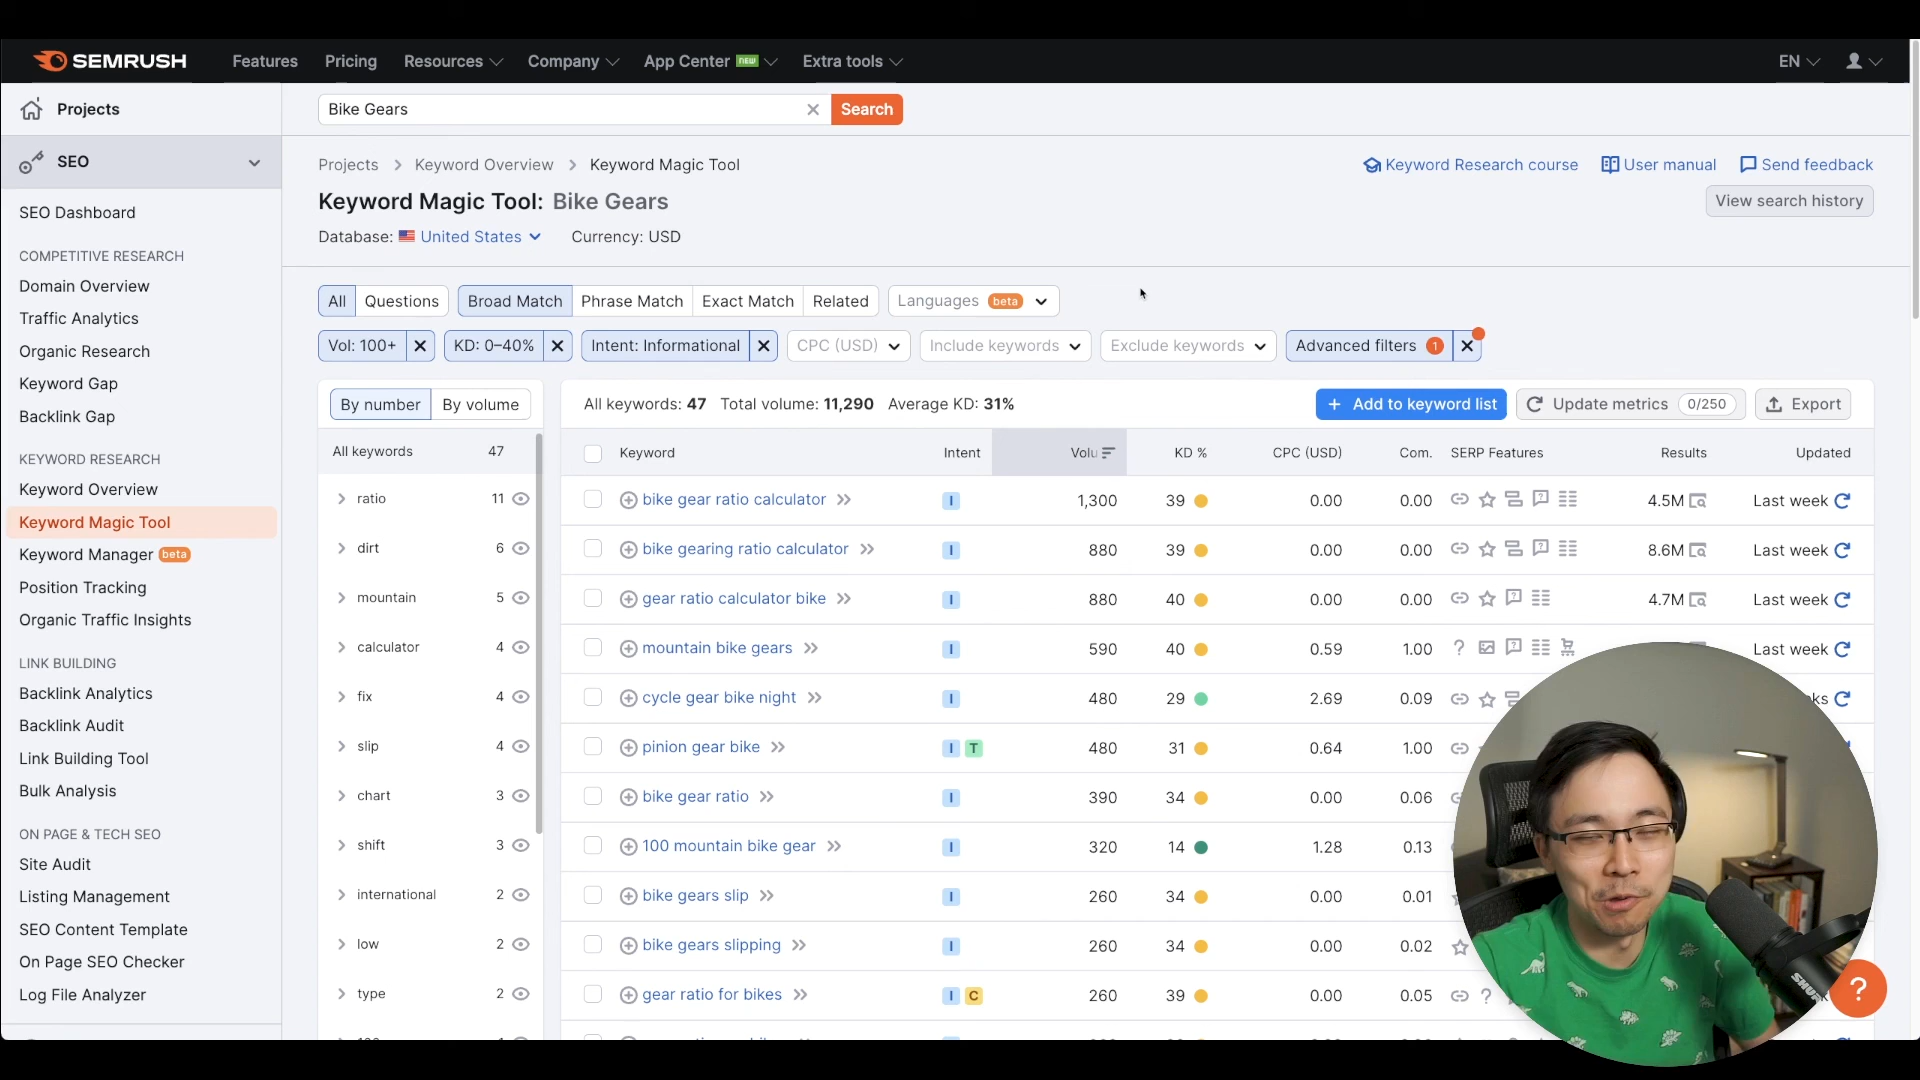 SEMRUSH Features Pricing Resources Company App Center NEW Extra tools EN
Projects
Bike Gears Search
SEO
Projects Keyword Overview Keyword Magic Tool
Keyword Research course User manual Send feedback
Keyword Magic Tool: Bike Gears
View search history
Database: United States Currency: USD
SEO Dashboard
COMPETITIVE RESEARCH
Domain Overview
Traffic Analytics
Organic Research
Keyword Gap
Backlink Gap
KEYWORD RESEARCH
Keyword Overview
Keyword Magic Tool
Keyword Manager beta
Position Tracking
Organic Traffic Insights
LINK BUILDING
Backlink Analytics
Backlink Audit
Link Building Tool
Bulk Analysis
ON PAGE & TECH SEO
Site Audit
Listing Management
SEO Content Template
On Page SEO Checker
Log File Analyzer
All Questions Broad Match Phrase Match Exact Match Related Languages beta
Vol: 100+ KD: 0–40% Intent: Informational CPC (USD) Include keywords Exclude keywords Advanced filters 1
By number By volume
All keywords 47
ratio 11
dirt 6
mountain 5
calculator 4
fix 4
slip 4
chart 3
shift 3
international 2
low 2
type 2
All keywords: 47 Total volume: 11,290 Average KD: 31%
+ Add to keyword list Update metrics 0/250 Export
Keyword Intent Volu KD % CPC (USD) Com. SERP Features Results Updated
bike gear ratio calculator I 1,300 39 0.00 0.00 4.5M Last week
bike gearing ratio calculator I 880 39 0.00 0.00 8.6M Last week
gear ratio calculator bike I 880 40 0.00 0.00 4.7M Last week
mountain bike gears I 590 40 0.59 1.00 Last week
cycle gear bike night I 480 29 2.69 0.09
pinion gear bike I T 480 31 0.64 1.00
bike gear ratio I 390 34 0.00 0.06
100 mountain bike gear I 320 14 1.28 0.13
bike gears slip I 260 34 0.00 0.01
bike gears slipping I 260 34 0.00 0.02
gear ratio for bikes I C 260 39 0.00 0.05
SHURE
?